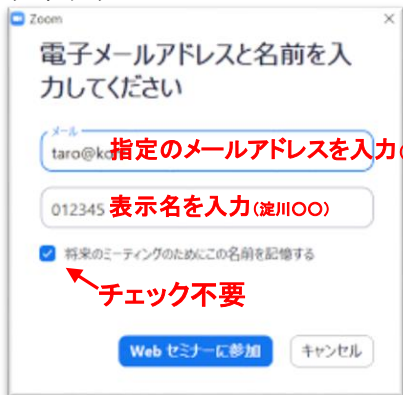 Zoom
電子メールアドレスと名前を入
力してください
メール
taro@k 指定のメールアドレスを入力(
012345 表示名を入力(淀川〇〇)
将来のミーティングのためにこの名前を記憶する
チェック不要
Web セミナーに参加 キャンセル